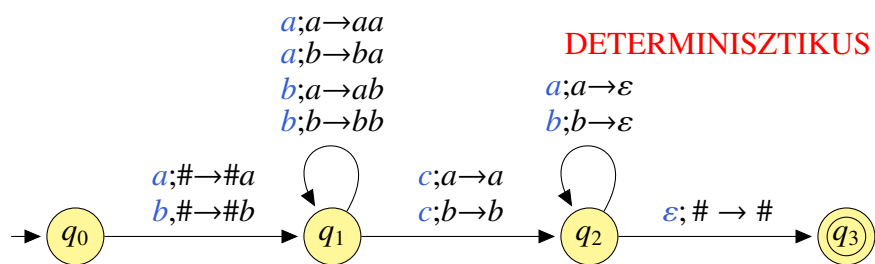 a;a→aa
a;b→ba
b;a→ab
b;b→bb
DETERMINISZTIKUS
a;a→ε
b;b→ε
a;#→#a
b,#→#b
c;a→a
c;b→b
ε; # → #
q₀
q₁
q₂
q₃